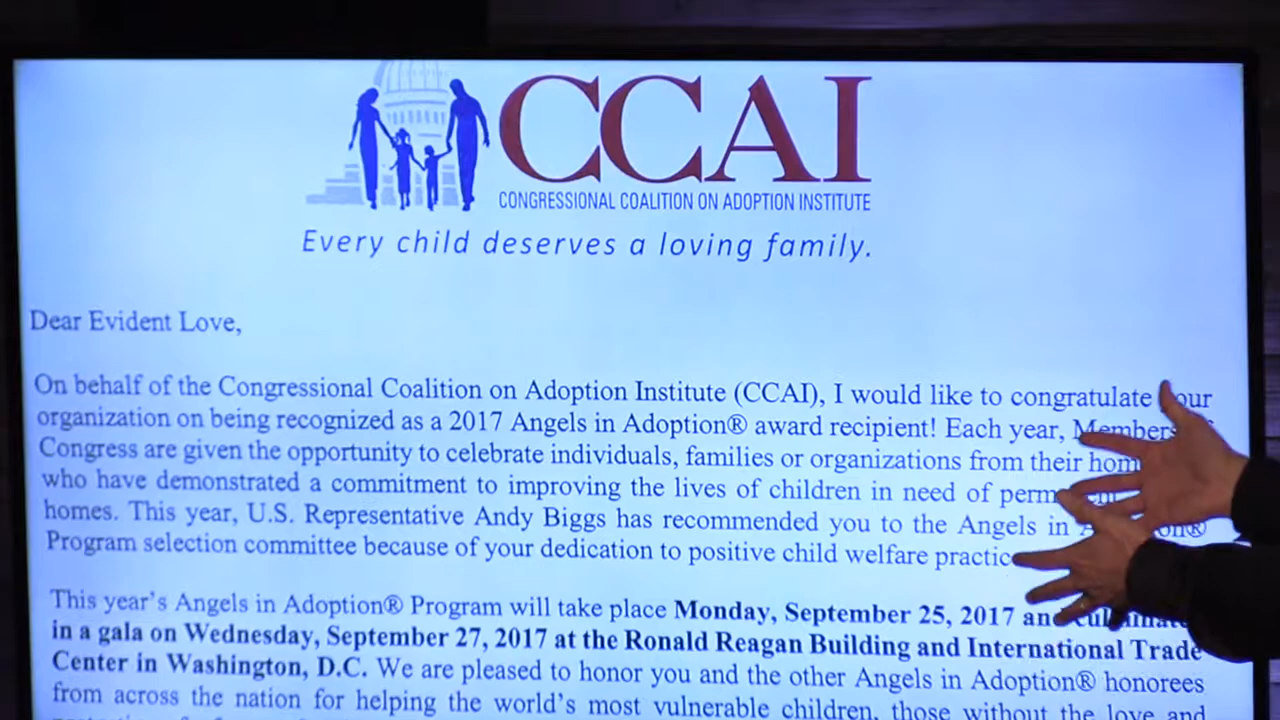 CCAI
CONGRESSIONAL COALITION ON ADOPTION INSTITUTE
Every child deserves a loving family.
Dear Evident Love,
On behalf of the Congressional Coalition on Adoption Institute (CCAI), I would like to congratulate your
organization on being recognized as a 2017 Angels in Adoption® award recipient! Each year, Members of
Congress are given the opportunity to celebrate individuals, families or organizations from their
who have demonstrated a commitment to improving the lives of children in need of permanent
homes. This year, U.S. Representative Andy Biggs has recommended you to the Angels in Adoption®
Program selection committee because of your dedication to positive child welfare
This year's Angels in Adoption® Program will take place Monday, September 25, 2017 and culminate
in a gala on Wednesday, September 27, 2017 at the Ronald Reagan Building and International Trade
Center in Washington, D.C. We are pleased to honor you and the other Angels in Adoption® honorees
from across the nation for helping the world's most vulnerable children, those without the love and